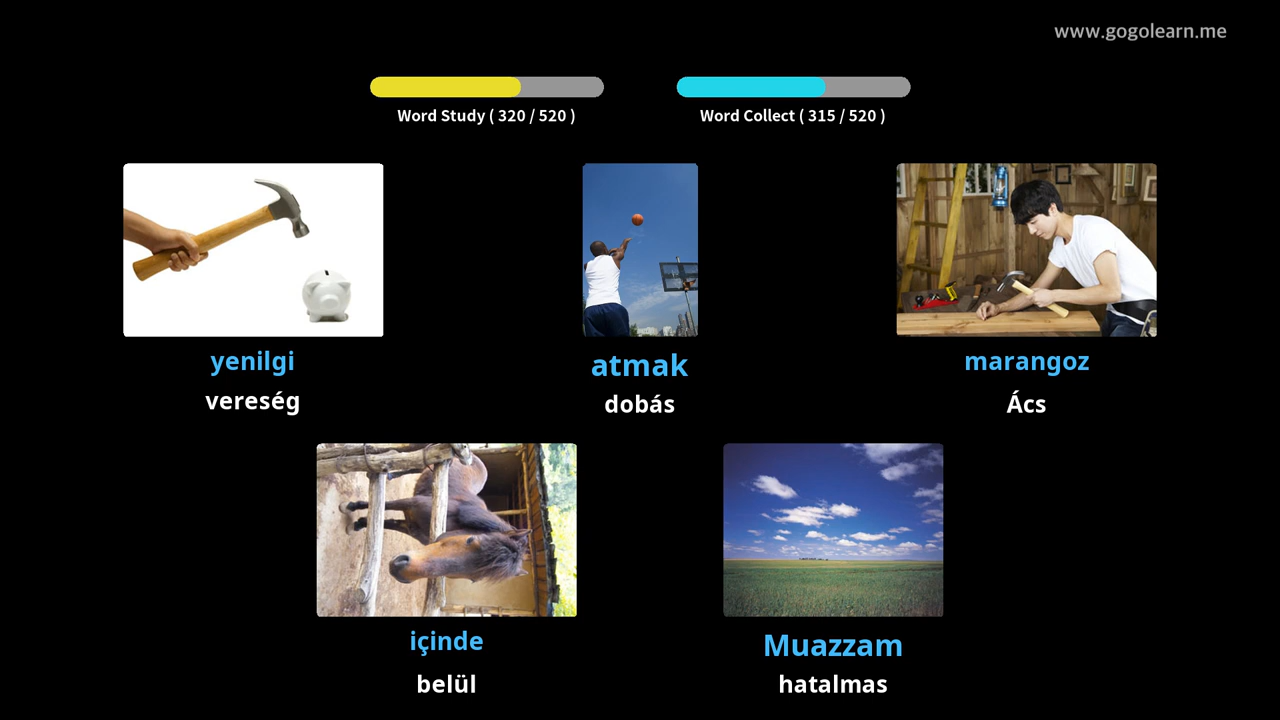 www.gogolearn.me
Word Study ( 320 / 520 )
Word Collect ( 315 / 520 )
yenilgi
vereség
atmak
dobás
marangoz
Ács
içinde
belül
Muazzam
hatalmas